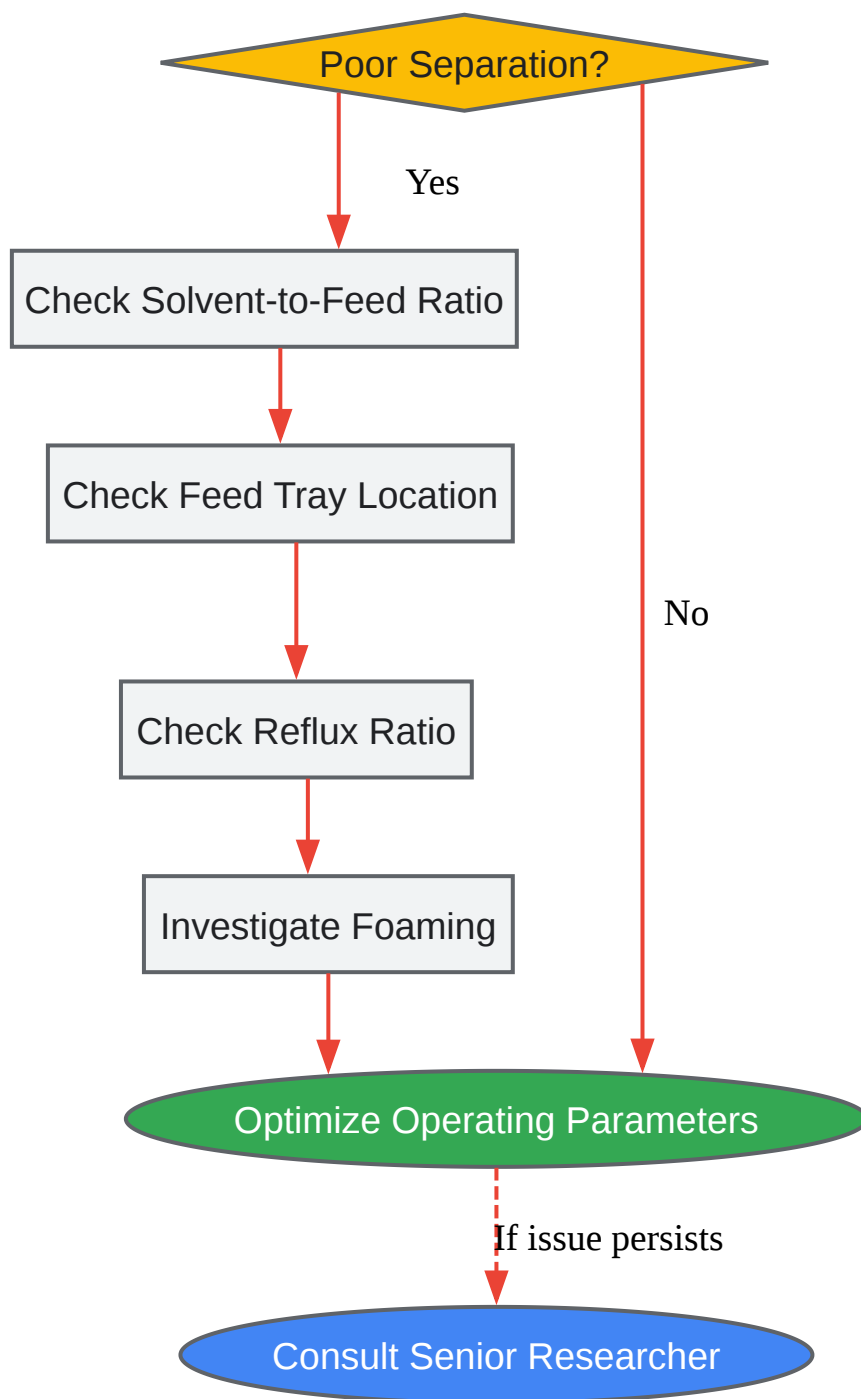 Poor Separation?
Yes
Check Solvent-to-Feed Ratio
Check Feed Tray Location
No
Check Reflux Ratio
Investigate Foaming
Optimize Operating Parameters
If issue persists
Consult Senior Researcher